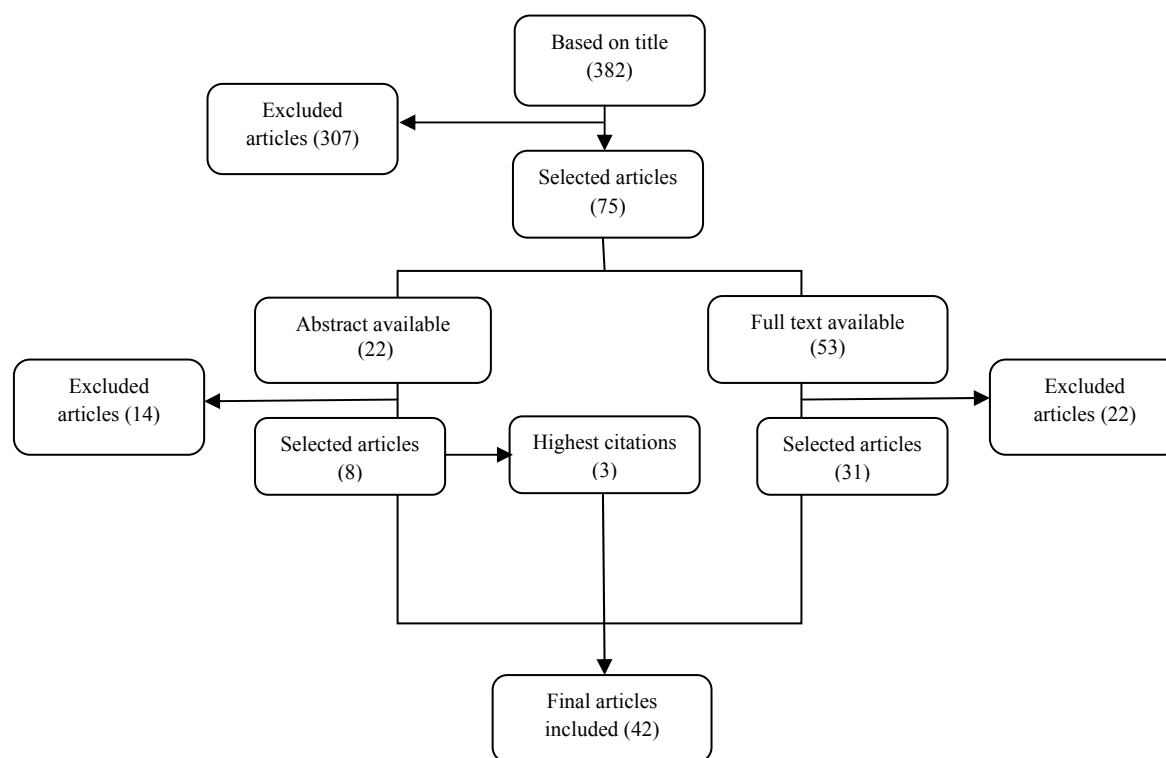 Based on title
(382)
Excluded
articles (307)
Selected articles
(75)
Abstract available
(22)
Full text available
(53)
Excluded
articles (14)
Excluded
articles (22)
Selected articles
(8)
Highest citations
(3)
Selected articles
(31)
Final articles
included (42)